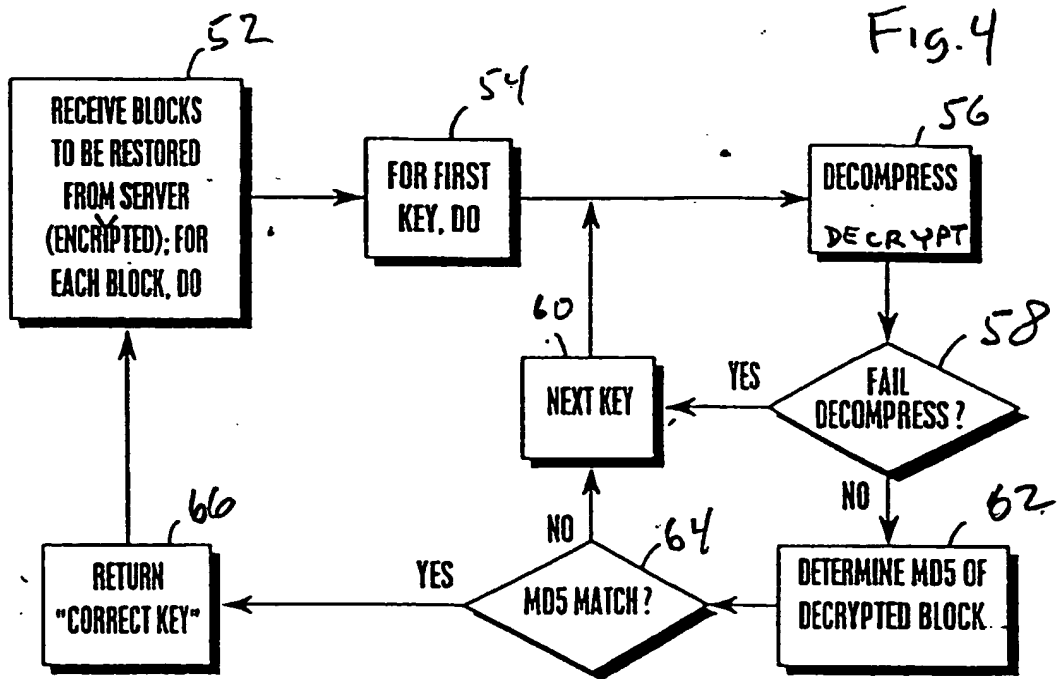 Fig. 4
52
RECEIVE BLOCKS
TO BE RESTORED
FROM SERVER
(ENCRYPTED); FOR
EACH BLOCK, DO
54
FOR FIRST
KEY, DO
56
DECOMPRESS
DECRYPT
58
FAIL
DECOMPRESS ?
YES
NO
60
NEXT KEY
62
DETERMINE MD5 OF
DECRYPTED BLOCK
64
MD5 MATCH ?
NO
YES
66
RETURN
"CORRECT KEY"